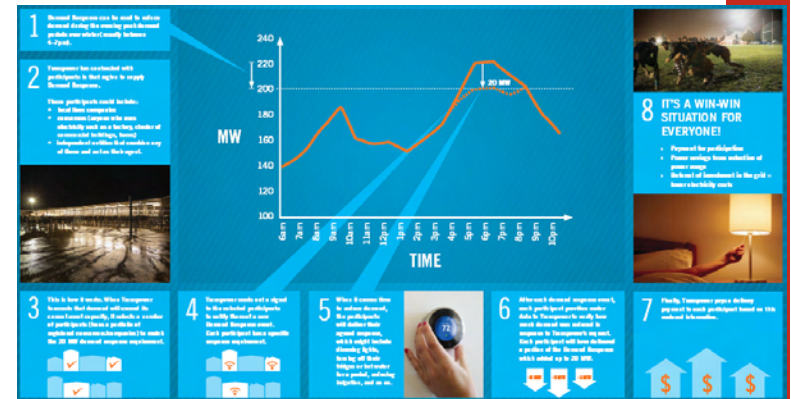 1
Demand Response can be used to reduce
demand during the evening peak demand
periods over winter (usually between
2
Transpower has contracted with
participants in that agree to supply
Demand Response.
These participants could include:
• local lines companies
• consumers (anyone who uses
electricity such as a factory, cluster of
commercial buildings, homes)
• independent entities that combine any
of these and act as their agent.
240
220
200
180
160
140
120
100
MW
20 MW
6am
7am
8am
9am
10am
11am
12pm
1pm
2pm
3pm
4pm
5pm
6pm
7pm
8pm
9pm
10pm
TIME
8
IT'S A WIN-WIN
SITUATION FOR
EVERYONE!
• Payment for participation
• Power savings from reduction of
power usage
• Deferral of investment in the grid =
lower electricity costs
3
This is how it works. When Transpower
forecasts that demand will exceed the
of participants (has a portfolio of
registered consumers/companies) to match
the 20 MW demand response requirement.
4
Transpower sends out a signal
to the selected participants
to notify them of a new
Demand Response event.
Each participant has a specific
response requirement.
5
When it comes time
to reduce demand,
the participants
will deliver their
agreed response,
which might include
dimming lights,
turning off their
fridges or hot water
for a period, reducing
irrigation, and so on.
72
6
After each demand response event,
each participant provides meter
data to Transpower to verify how
much demand was reduced in
response to Transpower's request.
Each participant will have delivered
a portion of the Demand Response
which added up to 20 MW.
7
Finally, Transpower pays a delivery
payment to each participant based on this
metered information.
$
$
$